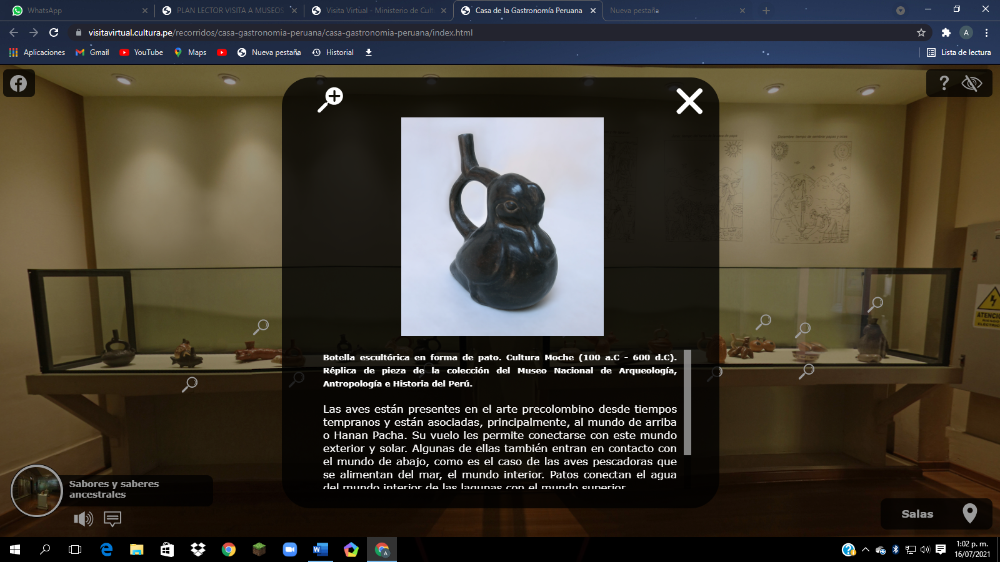 WhatsApp
PLAN LECTOR VISITA A MUSEOS
Visita Virtual - Ministerio de Cult
Casa de la Gastronomía Peruana
Nueva pestaña
visitavirtual.cultura.pe/recorridos/casa-gastronomia-peruana/casa-gastronomia-peruana/index.html
A
Aplicaciones
Gmail
YouTube
Maps
Nueva pestaña
Historial
Lista de lectura
?
ATENCIÓN
RIESGO
ELÉCTRICO
Botella escultórica en forma de pato. Cultura Moche (100 a.C - 600 d.C).
Réplica de pieza de la colección del Museo Nacional de Arqueología,
Antropología e Historia del Perú.
Las aves están presentes en el arte precolombino desde tiempos
tempranos y están asociadas, principalmente, al mundo de arriba
o Hanan Pacha. Su vuelo les permite conectarse con este mundo
exterior y solar. Algunas de ellas también entran en contacto con
el mundo de abajo, como es el caso de las aves pescadoras que
se alimentan del mar, el mundo interior. Patos conectan el agua
del mundo interior de las lagunas con el mundo superior.
Sabores y saberes
ancestrales
Salas
1:02 p. m.
16/07/2021